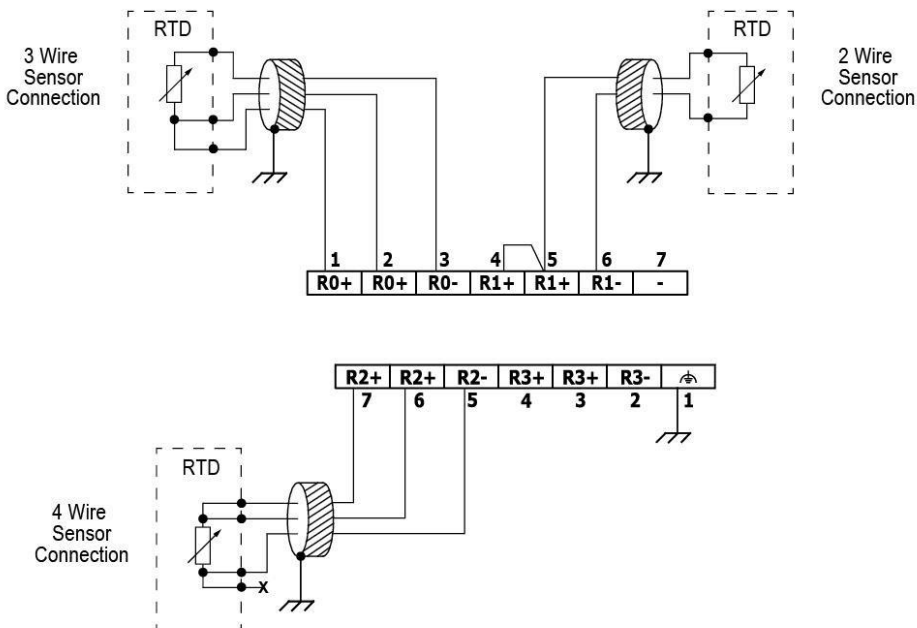 RTD
RTD
3 Wire
Sensor
Connection
2 Wire
Sensor
Connection
1 2 3 4 5 6 7
R0+ R0+ R0- R1+ R1+ R1- -
R2+ R2+ R2- R3+ R3+ R3-
7 6 5 4 3 2 1
RTD
4 Wire
Sensor
Connection
X